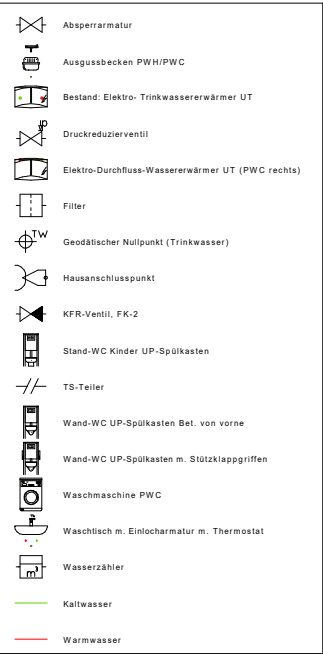 Absperrarmatur
Ausgussbecken PWH/PWC
Bestand: Elektro- Trinkwassererwärmer UT
Druckreduzierventil
Elektro-Durchfluss-Wassererwärmer UT (PWC rechts)
Filter
TW
Geodätischer Nullpunkt (Trinkwasser)
Hausanschlusspunkt
KFR-Ventil, FK-2
Stand-WC Kinder UP-Spülkasten
TS-Teiler
Wand-WC UP-Spülkasten Bet. von vorne
Wand-WC UP-Spülkasten m. Stützklappgriffen
Waschmaschine PWC
Waschtisch m. Einlocharmatur m. Thermostat
m³ Wasserzähler
Kaltwasser
Warmwasser